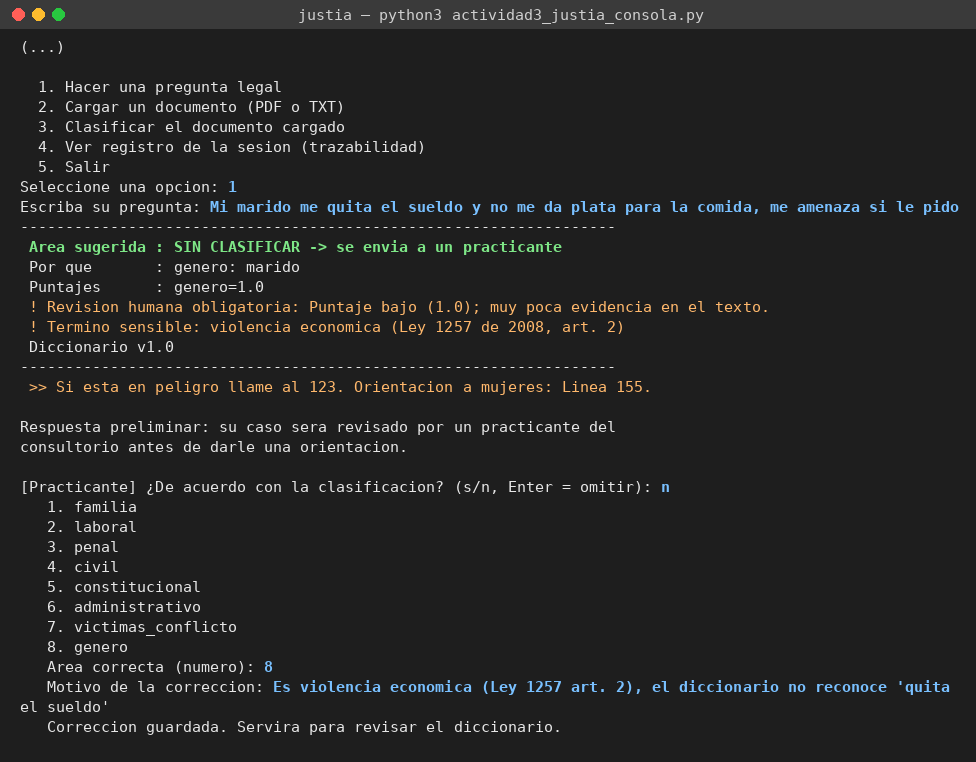 justia — python3 actividad3_justia_consola.py
(...)
1. Hacer una pregunta legal
2. Cargar un documento (PDF o TXT)
3. Clasificar el documento cargado
4. Ver registro de la sesion (trazabilidad)
5. Salir
Seleccione una opcion: 1
Escriba su pregunta: Mi marido me quita el sueldo y no me da plata para la comida, me amenaza si le pido
------------------------------------------------------------------
Area sugerida : SIN CLASIFICAR -> se envia a un practicante
Por que       : genero: marido
Puntajes      : genero=1.0
! Revision humana obligatoria: Puntaje bajo (1.0); muy poca evidencia en el texto.
! Termino sensible: violencia economica (Ley 1257 de 2008, art. 2)
Diccionario v1.0
------------------------------------------------------------------
>> Si esta en peligro llame al 123. Orientacion a mujeres: Linea 155.
Respuesta preliminar: su caso sera revisado por un practicante del
consultorio antes de darle una orientacion.
[Practicante] ¿De acuerdo con la clasificacion? (s/n, Enter = omitir): n
1. familia
2. laboral
3. penal
4. civil
5. constitucional
6. administrativo
7. victimas_conflicto
8. genero
Area correcta (numero): 8
Motivo de la correccion: Es violencia economica (Ley 1257 art. 2), el diccionario no reconoce 'quita
el sueldo'
Correccion guardada. Servira para revisar el diccionario.